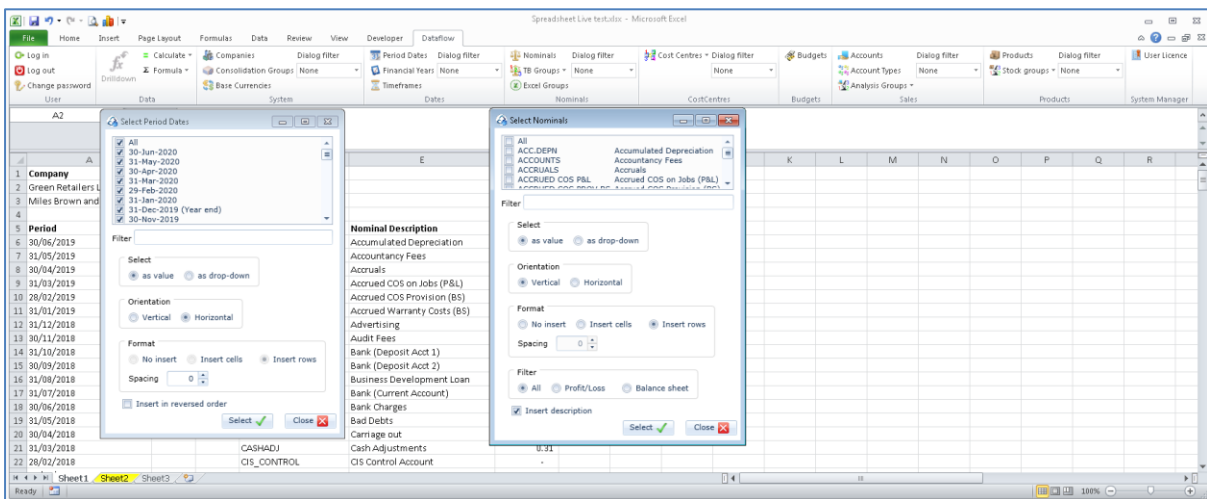 Spreadsheet Live test.xlsx - Microsoft Excel
File Home Insert Page Layout Formulas Data Review View Developer Dataflow
Log in Calculate Companies Dialog filter Period Dates Dialog filter Nominals Dialog filter Cost Centres Dialog filter Budgets Accounts Dialog filter Products Dialog filter User Licence
Log out Drilldown Formula Consolidation Groups None Financial Years None TB Groups None None Account Types None Stock groups None
Change password Base Currencies Timeframes Excel Groups Analysis Groups
User Data System Dates Nominals CostCentres Budgets Sales Products System Manager
A2
A E K L M N O P Q R
1 Company
2 Green Retailers L
3 Miles Brown and
4
5 Period Nominal Description
6 30/06/2019 Accumulated Depreciation
7 31/05/2019 Accountancy Fees
8 30/04/2019 Accruals
9 31/03/2019 Accrued COS on Jobs (P&L)
10 28/02/2019 Accrued COS Provision (BS)
11 31/01/2019 Accrued Warranty Costs (BS)
12 31/12/2018 Advertising
13 30/11/2018 Audit Fees
14 31/10/2018 Bank (Deposit Acct 1)
15 30/09/2018 Bank (Deposit Acct 2)
16 31/08/2018 Business Development Loan
17 31/07/2018 Bank (Current Account)
18 30/06/2018 Bank Charges
19 31/05/2018 Bad Debts
20 30/04/2018 Carriage out
21 31/03/2018 CASHADJ Cash Adjustments 0.31
22 28/02/2018 CIS_CONTROL CIS Control Account -
Select Period Dates
All
30-Jun-2020
31-May-2020
30-Apr-2020
31-Mar-2020
29-Feb-2020
31-Jan-2020
31-Dec-2019 (Year end)
30-Nov-2019
Filter
Select
as value as drop-down
Orientation
Vertical Horizontal
Format
No insert Insert cells Insert rows
Spacing 0
Insert in reversed order
Select Close
Select Nominals
All
ACC.DEPN Accumulated Depreciation
ACCOUNTS Accountancy Fees
ACCRUALS Accruals
ACCRUED COS P&L Accrued COS on Jobs (P&L)
Filter
Select
as value as drop-down
Orientation
Vertical Horizontal
Format
No insert Insert cells Insert rows
Spacing 0
Filter
All Profit/Loss Balance sheet
Insert description
Select Close
Sheet1 Sheet2 Sheet3
Ready 100%